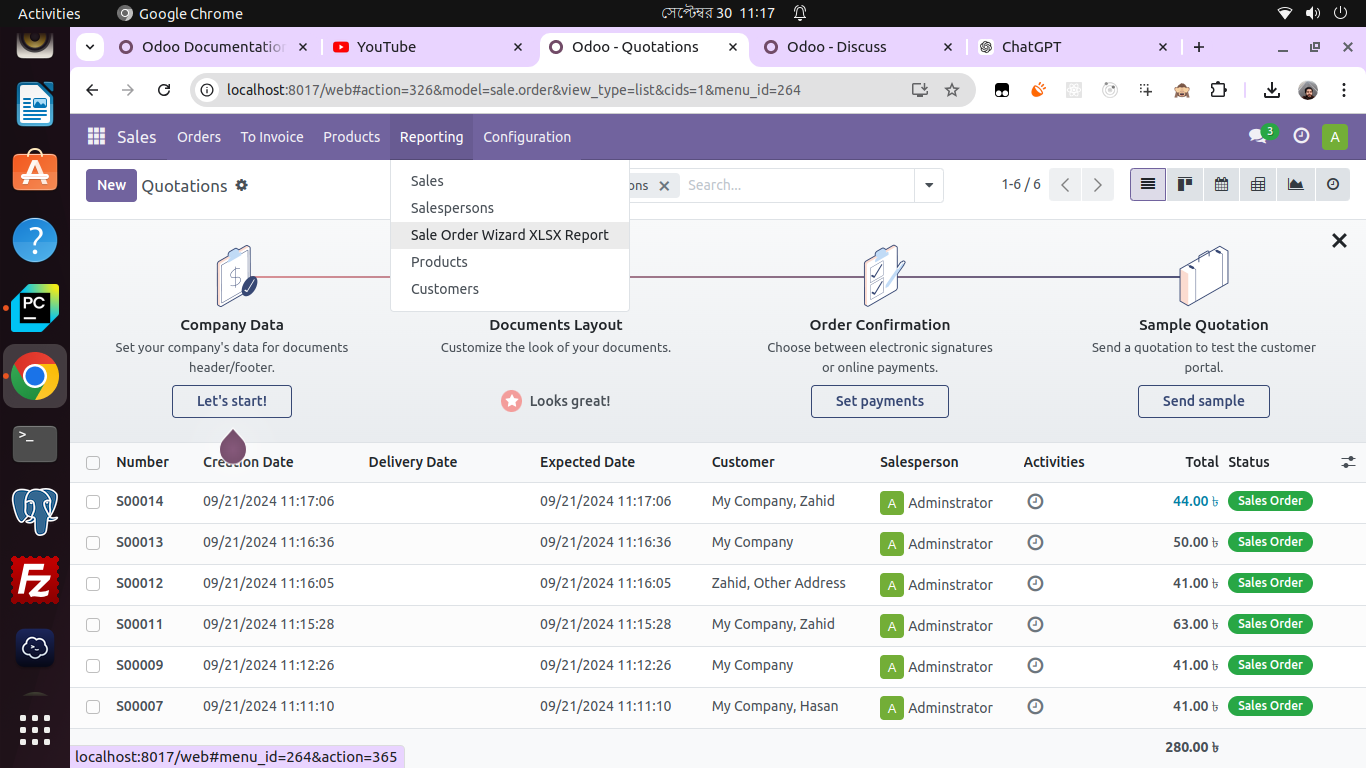 Activities Google Chrome সেপ্টেম্বর 30 11:17
Odoo Documentation YouTube Odoo - Quotations Odoo - Discuss ChatGPT
localhost:8017/web#action=326&model=sale.order&view_type=list&cids=1&menu_id=264
Sales Orders To Invoice Products Reporting Configuration 3 A
New Quotations Search... 1-6 / 6
Sales
Salespersons
Sale Order Wizard XLSX Report
Products
Customers
$
Company Data Documents Layout Order Confirmation Sample Quotation
Set your company's data for documents Customize the look of your documents. Choose between electronic signatures Send a quotation to test the customer
header/footer. or online payments. portal.
Let's start! Looks great! Set payments Send sample
Number Creation Date Delivery Date Expected Date Customer Salesperson Activities Total Status
S00014 09/21/2024 11:17:06 09/21/2024 11:17:06 My Company, Zahid A Adminstrator 44.00 ৳ Sales Order
S00013 09/21/2024 11:16:36 09/21/2024 11:16:36 My Company A Adminstrator 50.00 ৳ Sales Order
S00012 09/21/2024 11:16:05 09/21/2024 11:16:05 Zahid, Other Address A Adminstrator 41.00 ৳ Sales Order
S00011 09/21/2024 11:15:28 09/21/2024 11:15:28 My Company, Zahid A Adminstrator 63.00 ৳ Sales Order
S00009 09/21/2024 11:12:26 09/21/2024 11:12:26 My Company A Adminstrator 41.00 ৳ Sales Order
S00007 09/21/2024 11:11:10 09/21/2024 11:11:10 My Company, Hasan A Adminstrator 41.00 ৳ Sales Order
280.00 ৳
localhost:8017/web#menu_id=264&action=365
?
PC
>_
Fz